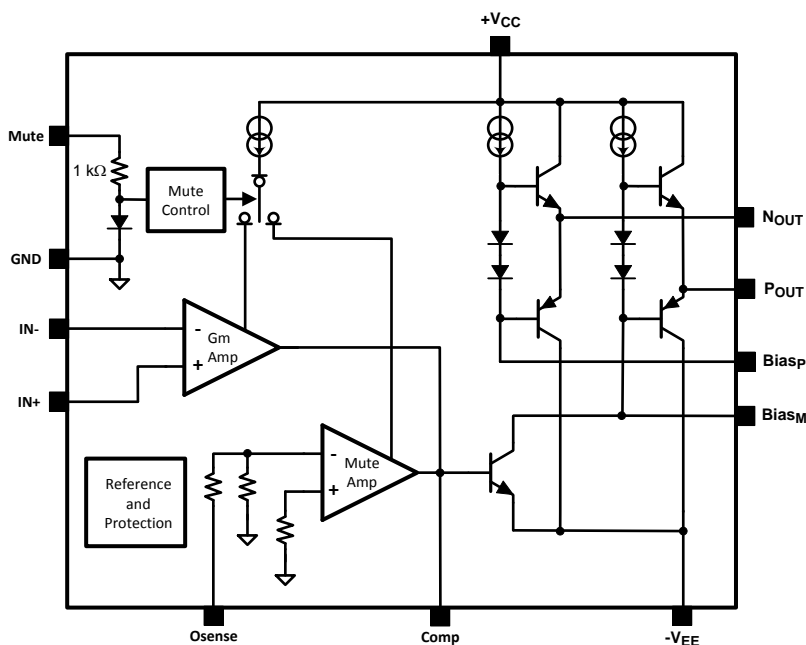 +VCC
Mute
1 kΩ
Mute
Control
GND
NOUT
POUT
IN-
-
Gm
Amp
+
BiasP
IN+
BiasM
Reference
and
Protection
-
Mute
Amp
+
Osense
Comp
-VEE